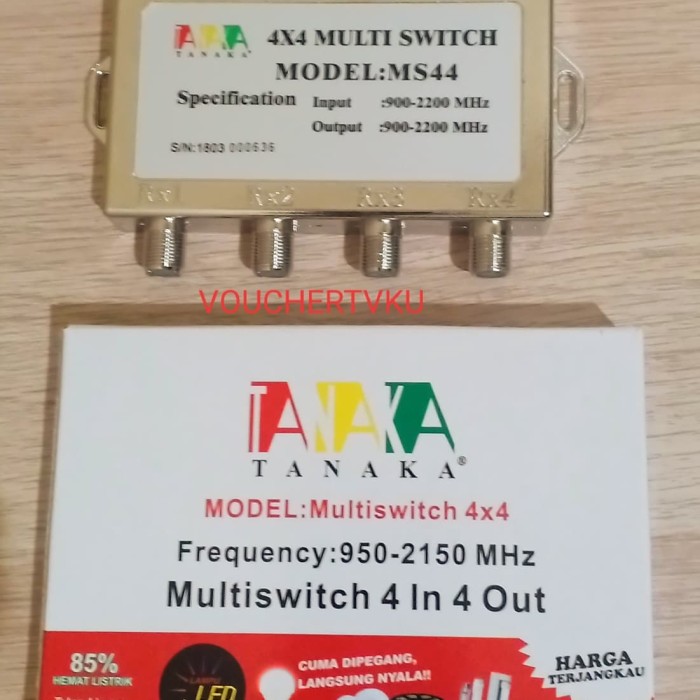 TANAKA
TANAKA
4X4 MULTI SWITCH
MODEL:MS44
Specification Input :900-2200 MHz
Output :900-2200 MHz
S/N:1803 000636
Rx1 Rx2 Rx3 Rx4
VOUCHERTVKU
TANAKA
TANAKA®
MODEL:Multiswitch 4x4
Frequency:950-2150 MHz
Multiswitch 4 In 4 Out
85%
HEMAT LISTRIK
LAMPU
LED
CUMA DIPEGANG,
LANGSUNG NYALA!!
HARGA
TERJANGKAU